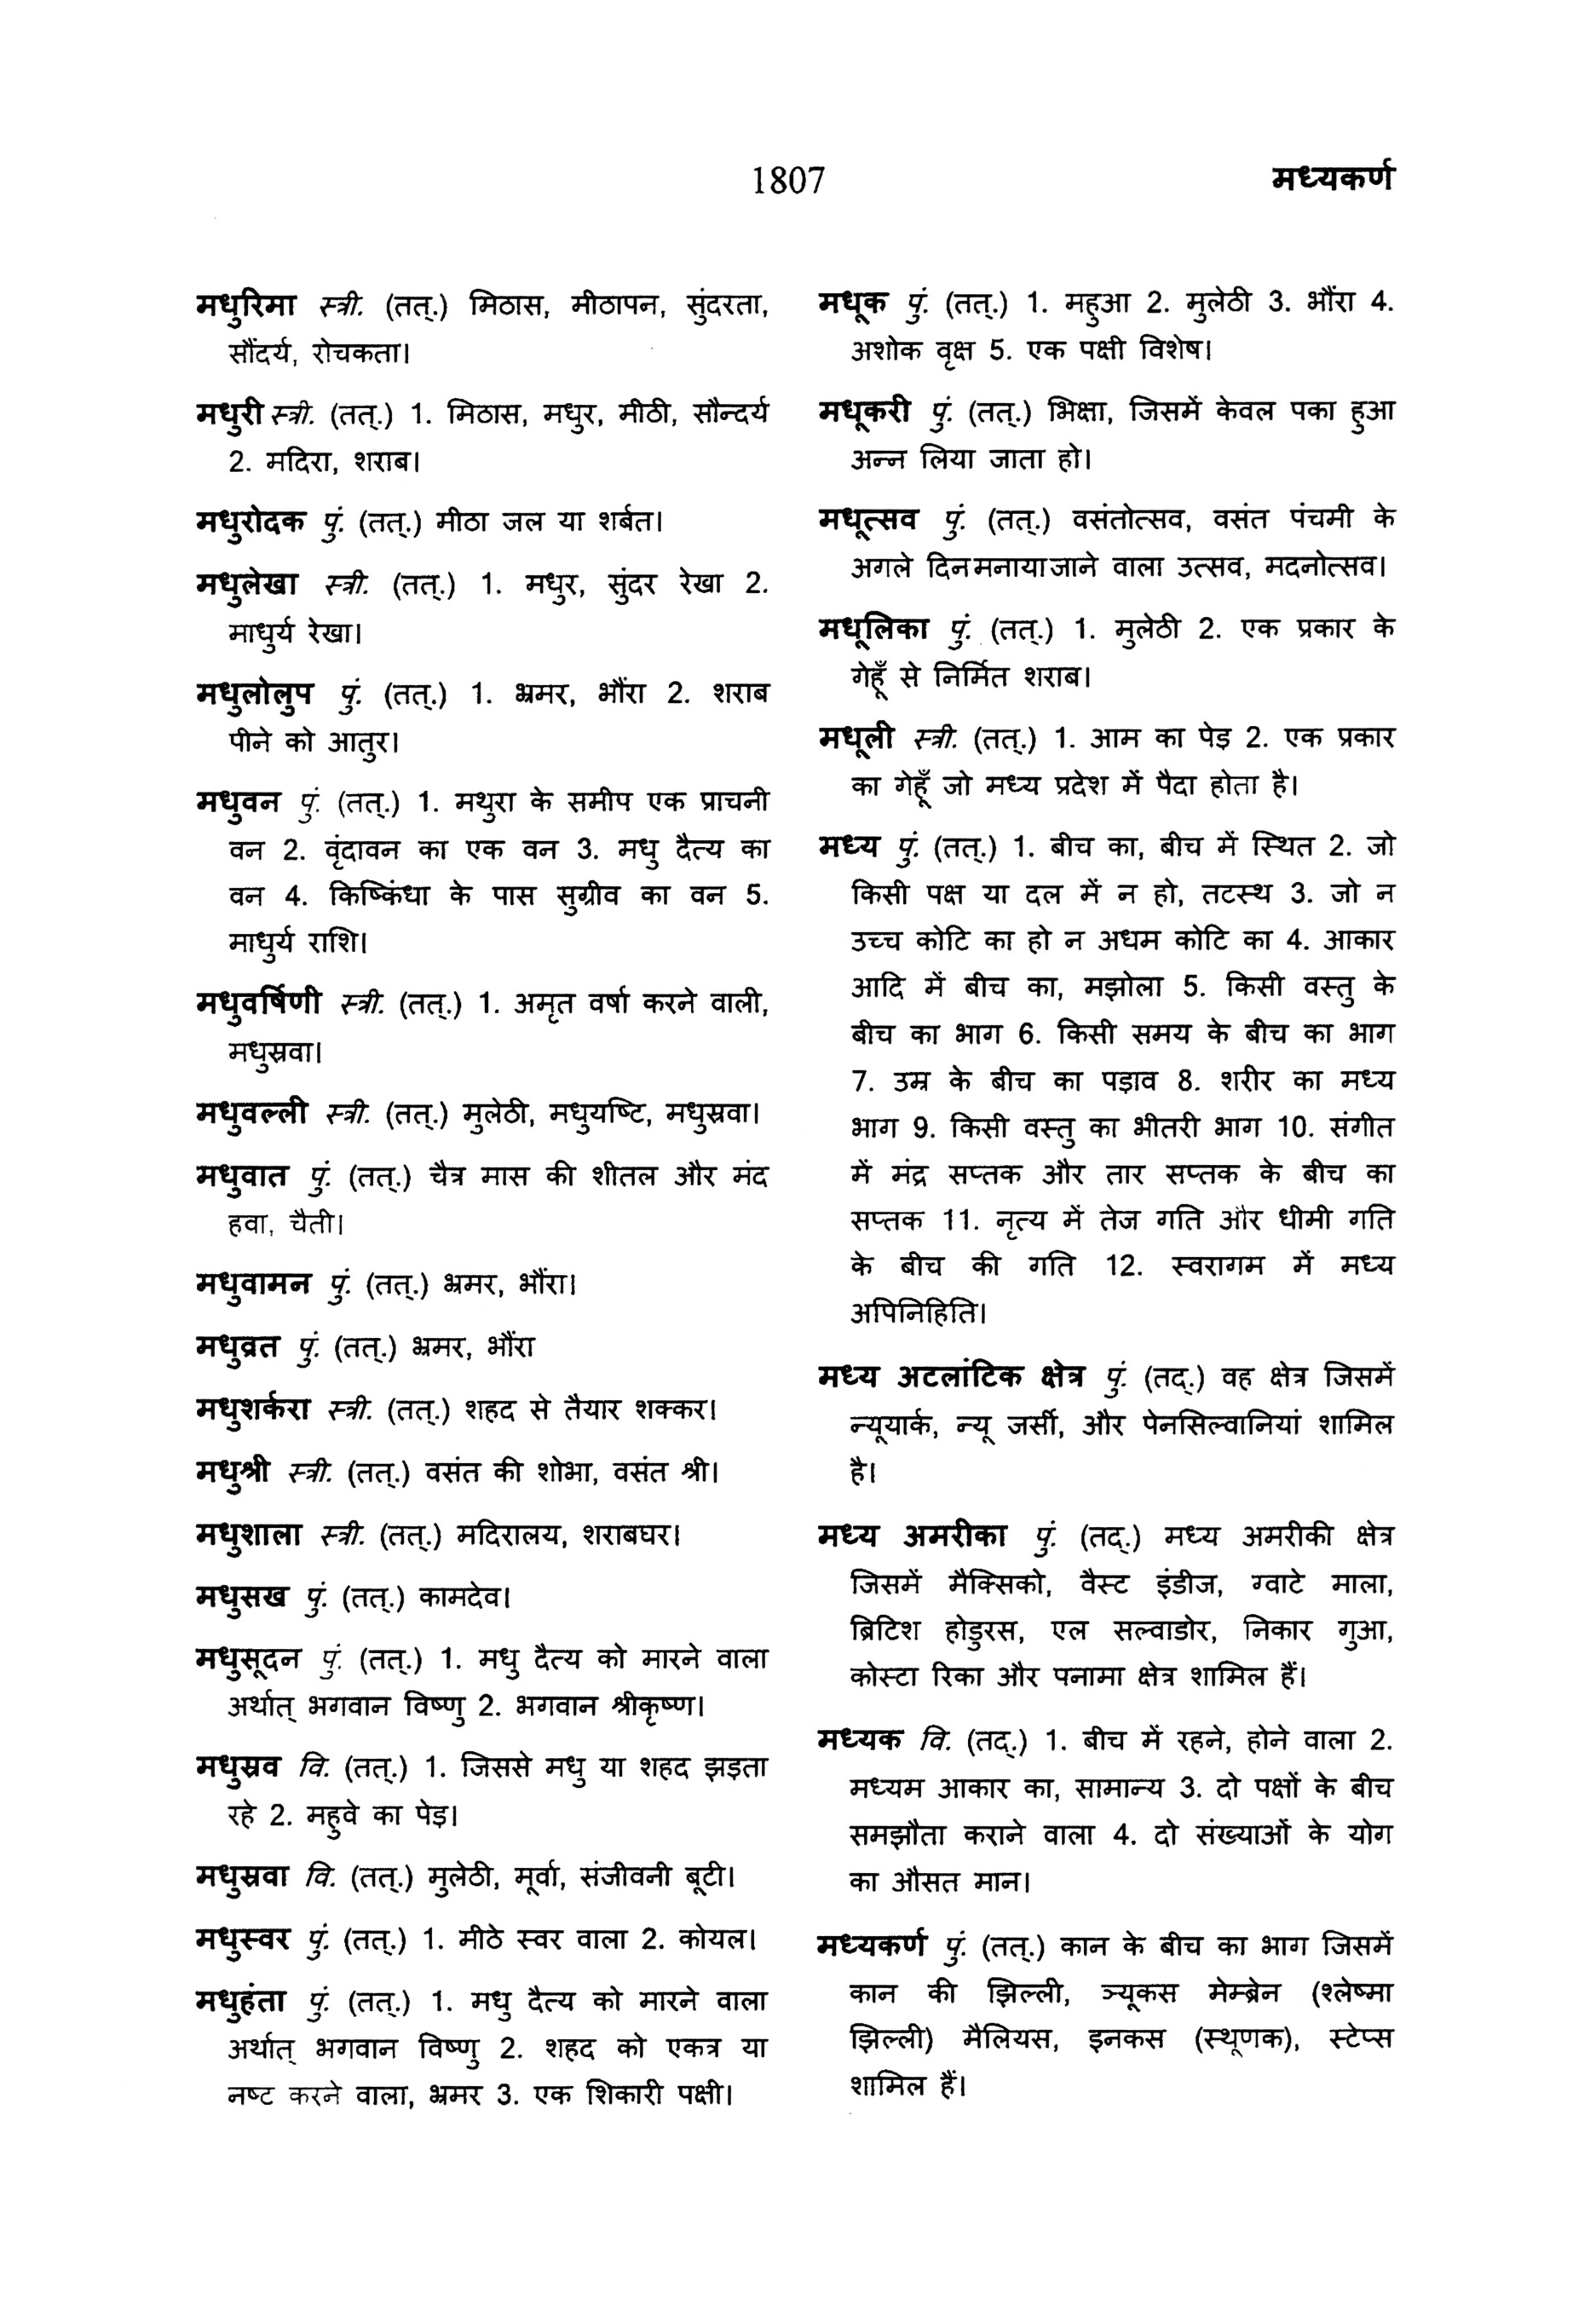 1807
मध्यकर्ण
मधुरिमा स्त्री. (तत्.) मिठास, मीठापन, सुंदरता,
सौंदर्य, रोचकता।
मधुरी स्त्री. (तत्.) 1. मिठास, मधुर, मीठी, सौन्दर्य
2. मदिरा, शराब।
मधुरोदक पुं. (तत्.) मीठा जल या शर्बत।
मधुलेखा स्त्री. (तत्.) 1. मधुर, सुंदर रेखा 2.
माधुर्य रेखा।
मधुलोलुप पुं. (तत्.) 1. भ्रमर, भौंरा 2. शराब
पीने को आतुर।
मधुवन पुं. (तत्.) 1. मथुरा के समीप एक प्राचनी
वन 2. वृंदावन का एक वन 3. मधु दैत्य का
वन 4. किष्किंधा के पास सुग्रीव का वन 5.
माधुर्य राशि।
मधुवर्षिणी स्त्री. (तत्.) 1. अमृत वर्षा करने वाली,
मधुस्रवा।
मधुवल्ली स्त्री. (तत्.) मुलेठी, मधुयष्टि, मधुस्रवा।
मधुवात पुं. (तत्.) चैत्र मास की शीतल और मंद
हवा, चैती।
मधुवामन पुं. (तत्.) भ्रमर, भौंरा।
मधुव्रत पुं. (तत्.) भ्रमर, भौंरा
मधुशर्करा स्त्री. (तत्.) शहद से तैयार शक्कर।
मधुश्री स्त्री. (तत्.) वसंत की शोभा, वसंत श्री।
मधुशाला स्त्री. (तत्.) मदिरालय, शराबघर।
मधुसख पुं. (तत्.) कामदेव।
मधुसूदन पुं. (तत्.) 1. मधु दैत्य को मारने वाला
अर्थात् भगवान विष्णु 2. भगवान श्रीकृष्ण।
मधुस्रव वि. (तत्.) 1. जिससे मधु या शहद झड़ता
रहे 2. महुवे का पेड़।
मधुस्रवा वि. (तत्.) मुलेठी, मूर्वा, संजीवनी बूटी।
मधुस्वर पुं. (तत्.) 1. मीठे स्वर वाला 2. कोयल।
मधुहंता पुं. (तत्.) 1. मधु दैत्य को मारने वाला
अर्थात् भगवान विष्णु 2. शहद को एकत्र या
नष्ट करने वाला, भ्रमर 3. एक शिकारी पक्षी।
मधूक पुं. (तत्.) 1. महुआ 2. मुलेठी 3. भौंरा 4.
अशोक वृक्ष 5. एक पक्षी विशेष।
मधूकरी पुं. (तत्.) भिक्षा, जिसमें केवल पका हुआ
अन्न लिया जाता हो।
मधूत्सव पुं. (तत्.) वसंतोत्सव, वसंत पंचमी के
अगले दिन मनाया जाने वाला उत्सव, मदनोत्सव।
मधूलिका पुं. (तत्.) 1. मुलेठी 2. एक प्रकार के
गेहूँ से निर्मित शराब।
मधूली स्त्री. (तत्.) 1. आम का पेड़ 2. एक प्रकार
का गेहूँ जो मध्य प्रदेश में पैदा होता है।
मध्य पुं. (तत्.) 1. बीच का, बीच में स्थित 2. जो
किसी पक्ष या दल में न हो, तटस्थ 3. जो न
उच्च कोटि का हो न अधम कोटि का 4. आकार
आदि में बीच का, मझोला 5. किसी वस्तु के
बीच का भाग 6. किसी समय के बीच का भाग
7. उम्र के बीच का पड़ाव 8. शरीर का मध्य
भाग 9. किसी वस्तु का भीतरी भाग 10. संगीत
में मंद्र सप्तक और तार सप्तक के बीच का
सप्तक 11. नृत्य में तेज गति और धीमी गति
के बीच की गति 12. स्वरागम में मध्य
अपिनिहिति।
मध्य अटलांटिक क्षेत्र पुं. (तद्.) वह क्षेत्र जिसमें
न्यूयार्क, न्यू जर्सी, और पेनसिल्वानियां शामिल
है।
मध्य अमरीका पुं. (तद्.) मध्य अमरीकी क्षेत्र
जिसमें मैक्सिको, वैस्ट इंडीज, ग्वाटे माला,
ब्रिटिश होडुरस, एल सल्वाडोर, निकार गुआ,
कोस्टा रिका और पनामा क्षेत्र शामिल हैं।
मध्यक वि. (तद्.) 1. बीच में रहने, होने वाला 2.
मध्यम आकार का, सामान्य 3. दो पक्षों के बीच
समझौता कराने वाला 4. दो संख्याओं के योग
का औसत मान।
मध्यकर्ण पुं. (तत्.) कान के बीच का भाग जिसमें
कान की झिल्ली, ञ्यूकस मेम्ब्रेन (श्लेष्मा
झिल्ली) मैलियस, इनकस (स्थूणक), स्टेप्स
शामिल हैं।